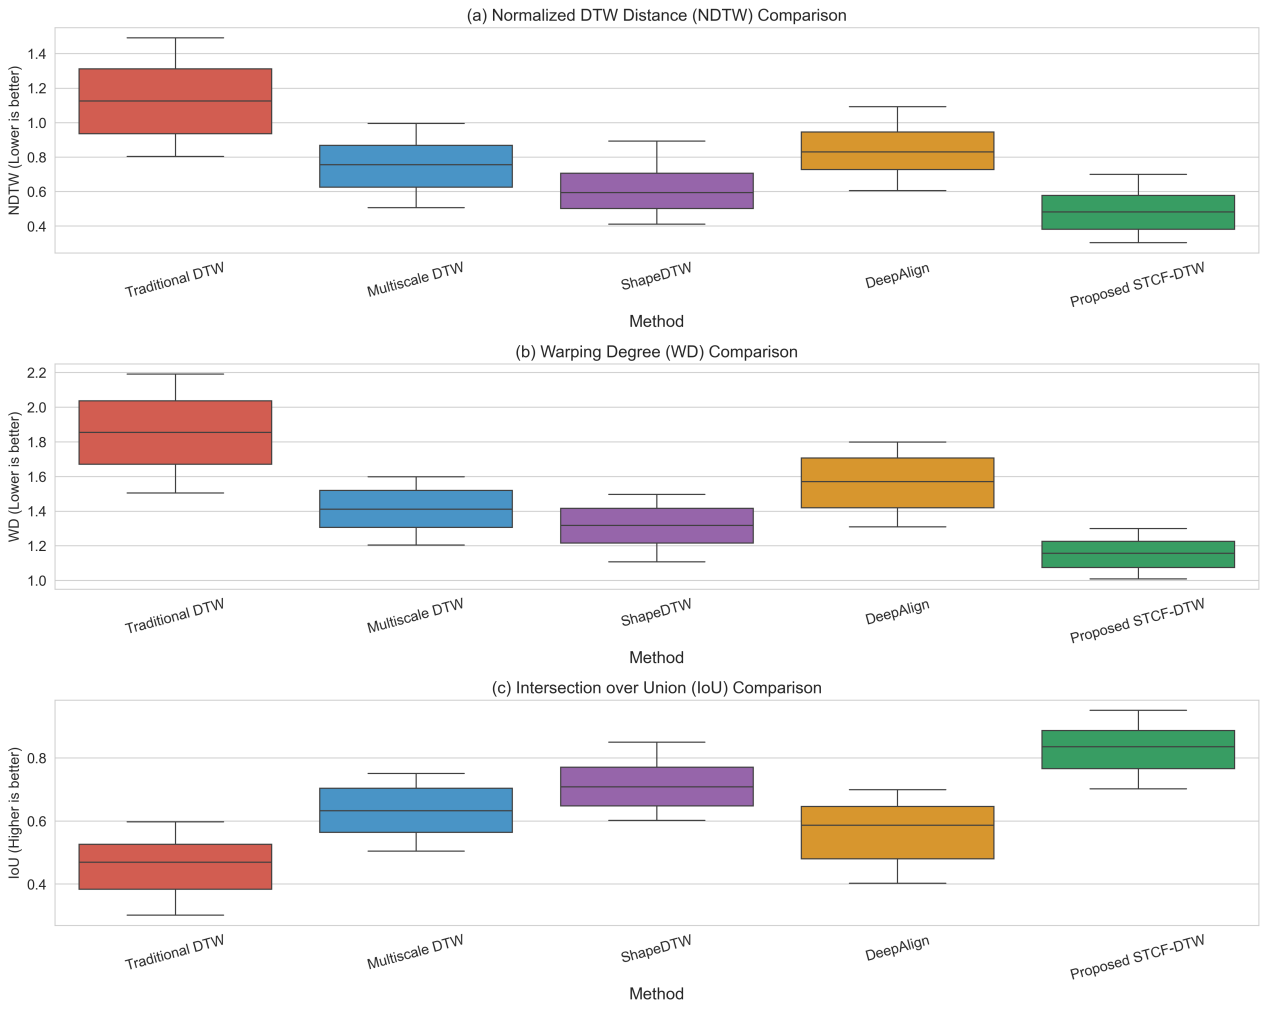 (a) Normalized DTW Distance (NDTW) Comparison
NDTW (Lower is better)
1.4
1.2
1.0
0.8
0.6
0.4
Traditional DTW
Multiscale DTW
ShapeDTW
DeepAlign
Proposed STCF-DTW
Method
(b) Warping Degree (WD) Comparison
WD (Lower is better)
2.2
2.0
1.8
1.6
1.4
1.2
1.0
Traditional DTW
Multiscale DTW
ShapeDTW
DeepAlign
Proposed STCF-DTW
Method
(c) Intersection over Union (IoU) Comparison
IoU (Higher is better)
0.8
0.6
0.4
Traditional DTW
Multiscale DTW
ShapeDTW
DeepAlign
Proposed STCF-DTW
Method